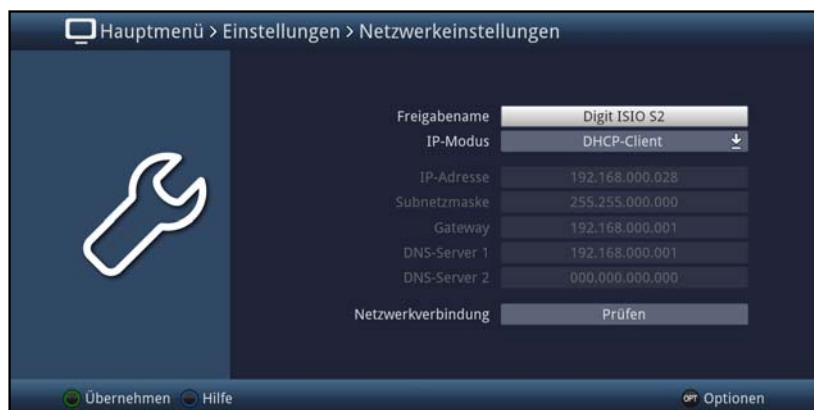 Hauptmenü > Einstellungen > Netzwerkeinstellungen
Freigabename Digit ISIO S2
IP-Modus DHCP-Client
IP-Adresse 192.168.000.028
Subnetzmaske 255.255.000.000
Gateway 192.168.000.001
DNS-Server 1 192.168.000.001
DNS-Server 2 000.000.000.000
Netzwerkverbindung Prüfen
Übernehmen Hilfe OPT Optionen